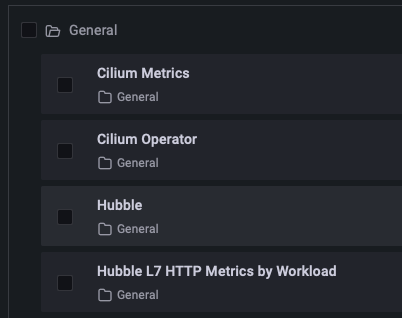 General
Cilium Metrics
General
Cilium Operator
General
Hubble
General
Hubble L7 HTTP Metrics by Workload
General